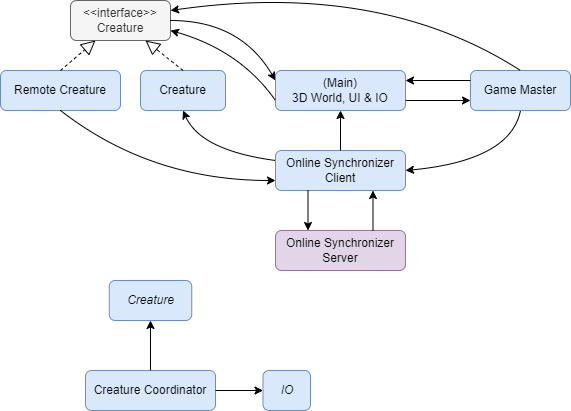 <<interface>>
Creature
Remote Creature
Creature
(Main)
3D World, UI & IO
Game Master
Online Synchronizer
Client
Online Synchronizer
Server
Creature
Creature Coordinator
IO